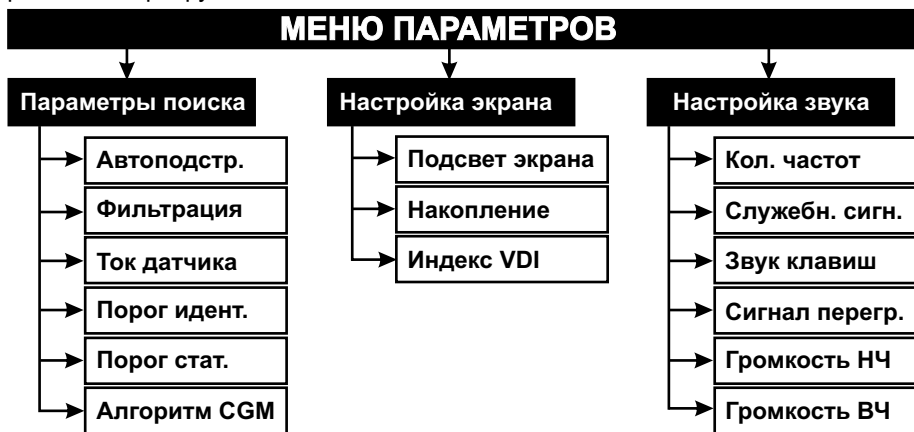 МЕНЮ ПАРАМЕТРОВ
Параметры поиска
Автоподстр.
Фильтрация
Ток датчика
Порог идент.
Порог стат.
Алгоритм CGM
Настройка экрана
Подсвет экрана
Накопление
Индекс VDI
Настройка звука
Кол. частот
Служебн. сигн.
Звук клавиш
Сигнал перегр.
Громкость НЧ
Громкость ВЧ